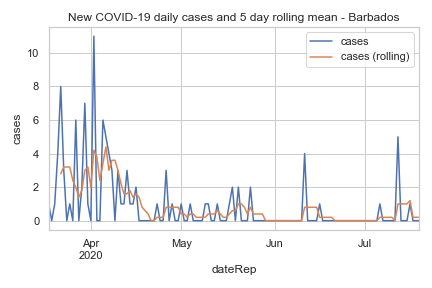 New COVID-19 daily cases and 5 day rolling mean - Barbados
cases
cases (rolling)
10
8
6
4
2
0
cases
Apr
2020
May
Jun
Jul
dateRep